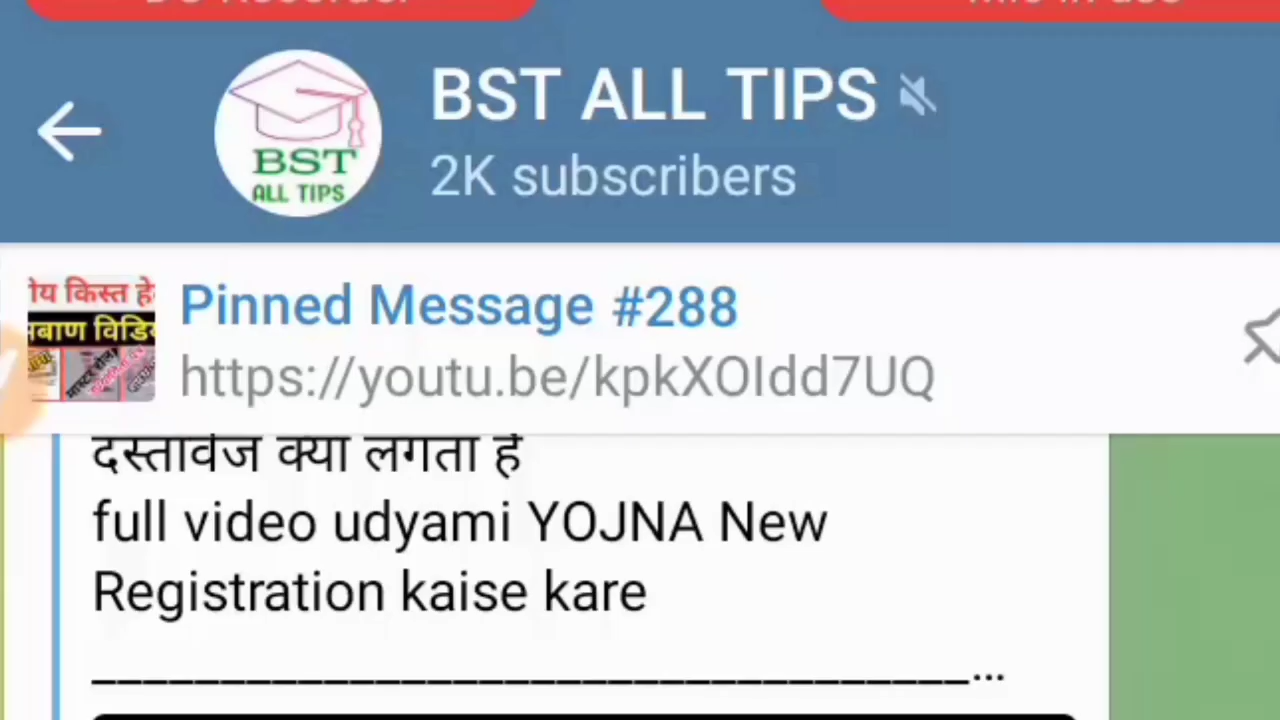 BST ALL TIPS
2K subscribers
BST
ALL TIPS
Pinned Message #288
https://youtu.be/kpkXOIdd7UQ
किस्त
दस्तावेज क्या लगता है
full video udyami YOJNA New
Registration kaise kare
___________________________________...